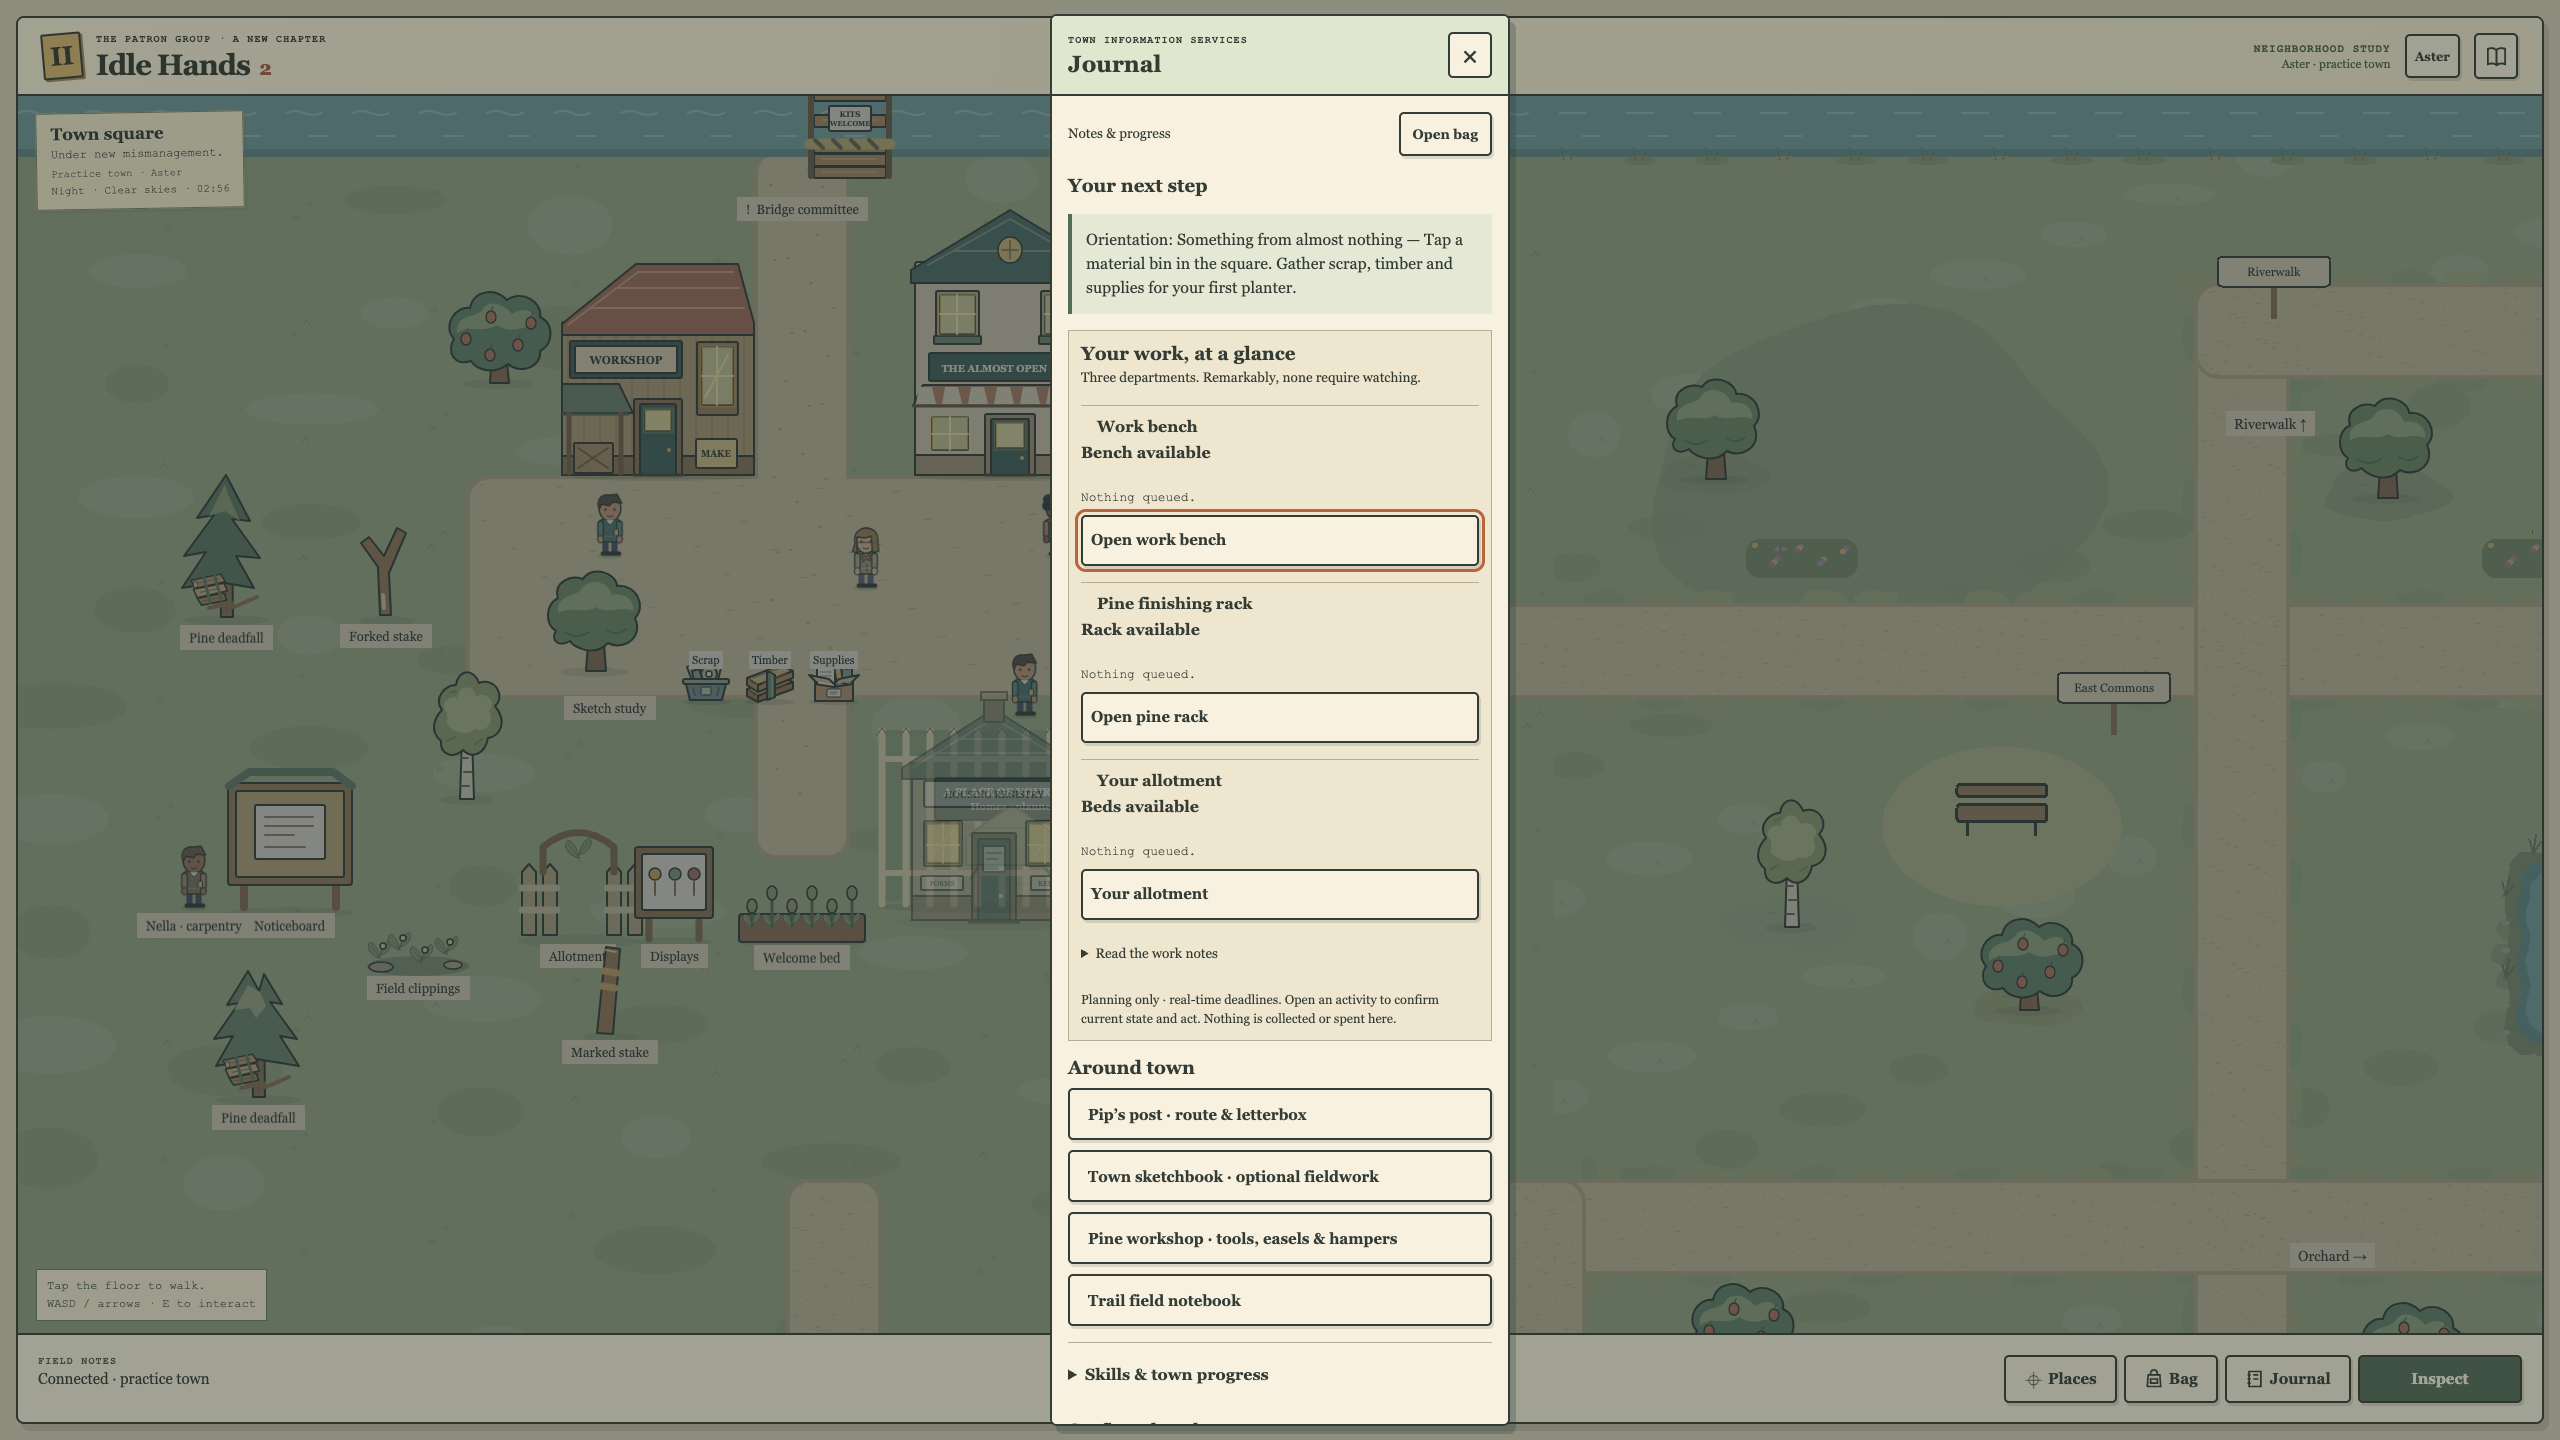 II
THE PATRON GROUP · A NEW CHAPTER
Idle Hands 2
NEIGHBORHOOD STUDY
Aster · practice town
Aster
Town square
Under new mismanagement.
Practice town · Aster
Night · Clear skies · 02:56
KITS
WELCOME
! Bridge committee
WORKSHOP
MAKE
THE ALMOST OPEN
Pine deadfall
Forked stake
Sketch study
Scrap
Timber
Supplies
Nella · carpentry
Noticeboard
Field clippings
Allotment
Displays
Welcome bed
Marked stake
Pine deadfall
HOUSING REGISTRY
FORMS
Tap the floor to walk.
WASD / arrows · E to interact
TOWN INFORMATION SERVICES
Journal
×
Notes & progress
Open bag
Your next step
Orientation: Something from almost nothing — Tap a
material bin in the square. Gather scrap, timber and
supplies for your first planter.
Your work, at a glance
Three departments. Remarkably, none require watching.
Work bench
Bench available
Nothing queued.
Open work bench
Pine finishing rack
Rack available
Nothing queued.
Open pine rack
Your allotment
Beds available
Nothing queued.
Your allotment
Read the work notes
Planning only · real-time deadlines. Open an activity to confirm
current state and act. Nothing is collected or spent here.
Around town
Pip’s post · route & letterbox
Town sketchbook · optional fieldwork
Pine workshop · tools, easels & hampers
Trail field notebook
Skills & town progress
Riverwalk
Riverwalk ↑
East Commons
Orchard →
FIELD NOTES
Connected · practice town
Places
Bag
Journal
Inspect